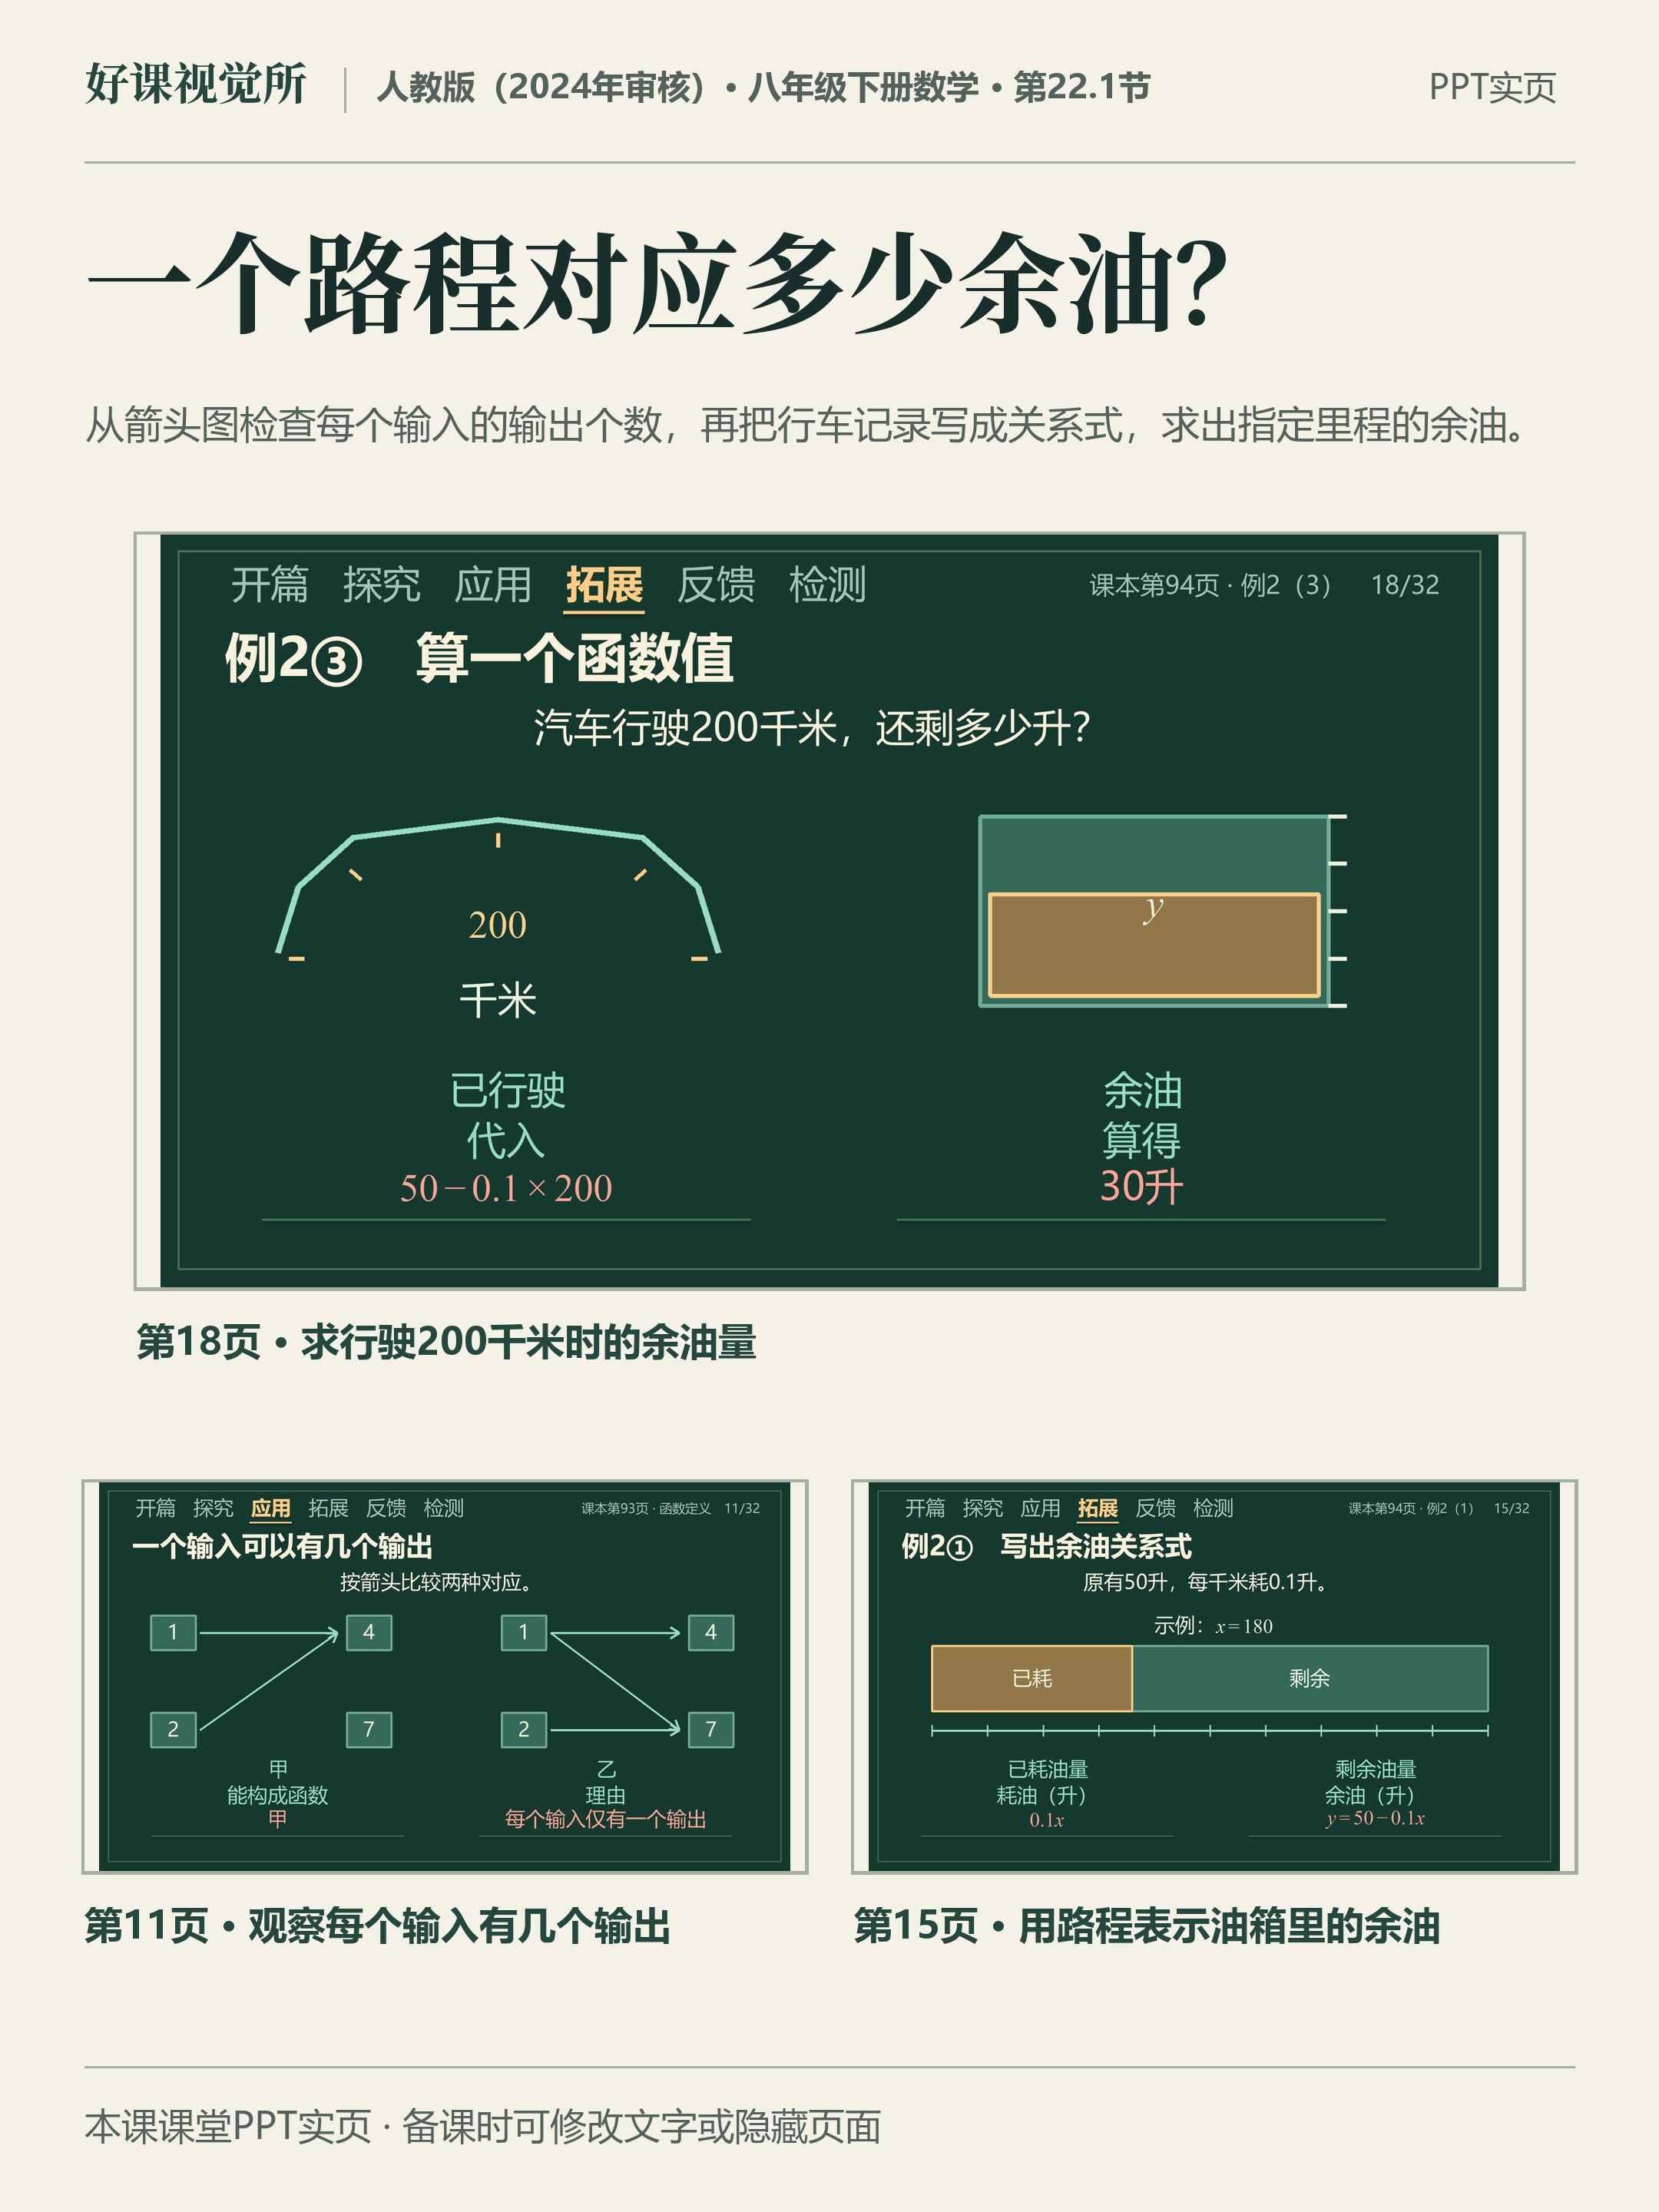 好课视觉所
人教版（2024年审核）• 八年级下册数学 • 第22.1节
PPT实页
一个路程对应多少余油？
从箭头图检查每个输入的输出个数，再把行车记录写成关系式，求出指定里程的余油。
开篇 探究 应用 拓展 反馈 检测
课本第94页 · 例2（3） 18/32
例2③ 算一个函数值
汽车行驶200千米，还剩多少升？
200
千米
y
已行驶
代入
50−0.1×200
余油
算得
30升
第18页 • 求行驶200千米时的余油量
开篇 探究 应用 拓展 反馈 检测
课本第93页 · 函数定义 11/32
一个输入可以有几个输出
按箭头比较两种对应。
1 4
2 7
甲
能构成函数
甲
1 4
2 7
乙
理由
每个输入仅有一个输出
第11页 • 观察每个输入有几个输出
开篇 探究 应用 拓展 反馈 检测
课本第94页 · 例2（1） 15/32
例2① 写出余油关系式
原有50升，每千米耗0.1升。
示例：x=180
已耗 剩余
已耗油量
耗油（升）
0.1x
剩余油量
余油（升）
y=50−0.1x
第15页 • 用路程表示油箱里的余油
本课课堂PPT实页 · 备课时可修改文字或隐藏页面